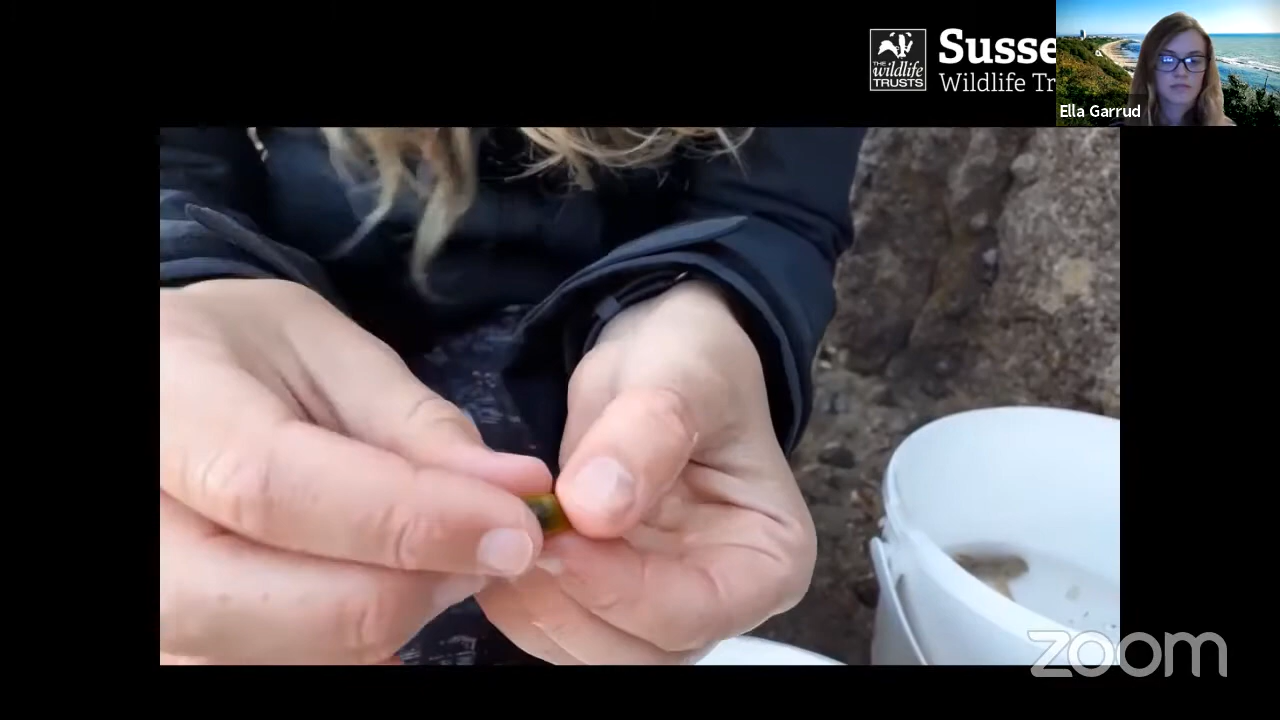 THE
wildlife
TRUSTS
Susse
Wildlife Tr
Ella Garrud
zoom